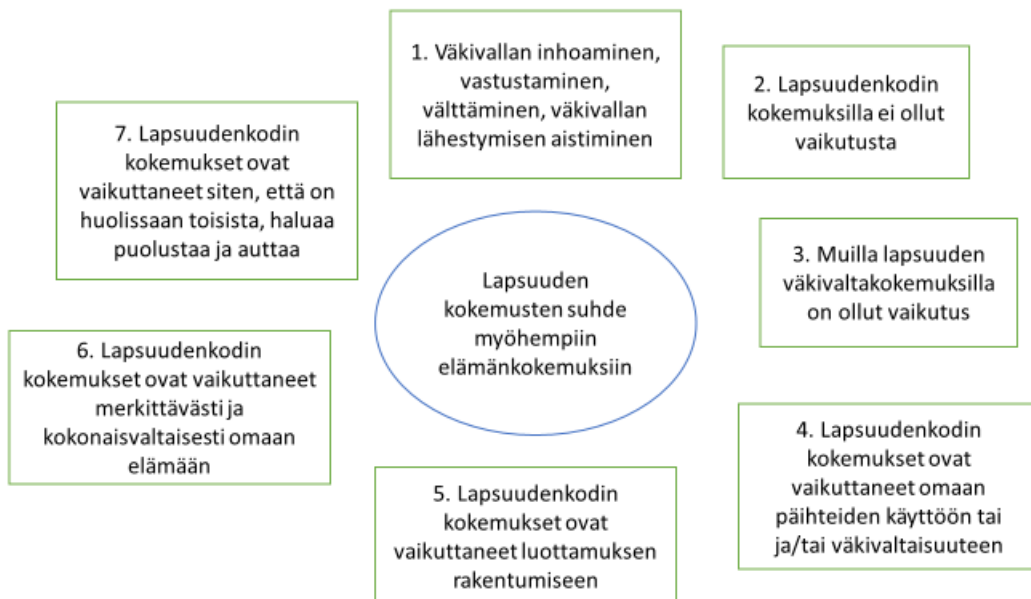 1. Väkivallan inhoaminen,
vastustaminen,
välttäminen, väkivallan
lähestymisen aistiminen
2. Lapsuudenkodin
kokemuksilla ei ollut
vaikutusta
3. Muilla lapsuuden
väkivaltakokemuksilla
on ollut vaikutus
4. Lapsuudenkodin
kokemukset ovat
vaikuttaneet omaan
päihteiden käyttöön tai
ja/tai väkivaltaisuuteen
5. Lapsuudenkodin
kokemukset ovat
vaikuttaneet luottamuksen
rakentumiseen
6. Lapsuudenkodin
kokemukset ovat vaikuttaneet
merkittävästi ja
kokonaisvaltaisesti omaan
elämään
7. Lapsuudenkodin
kokemukset ovat
vaikuttaneet siten, että on
huolissaan toisista, haluaa
puolustaa ja auttaa
Lapsuuden
kokemusten suhde
myöhempiin
elämänkokemuksiin